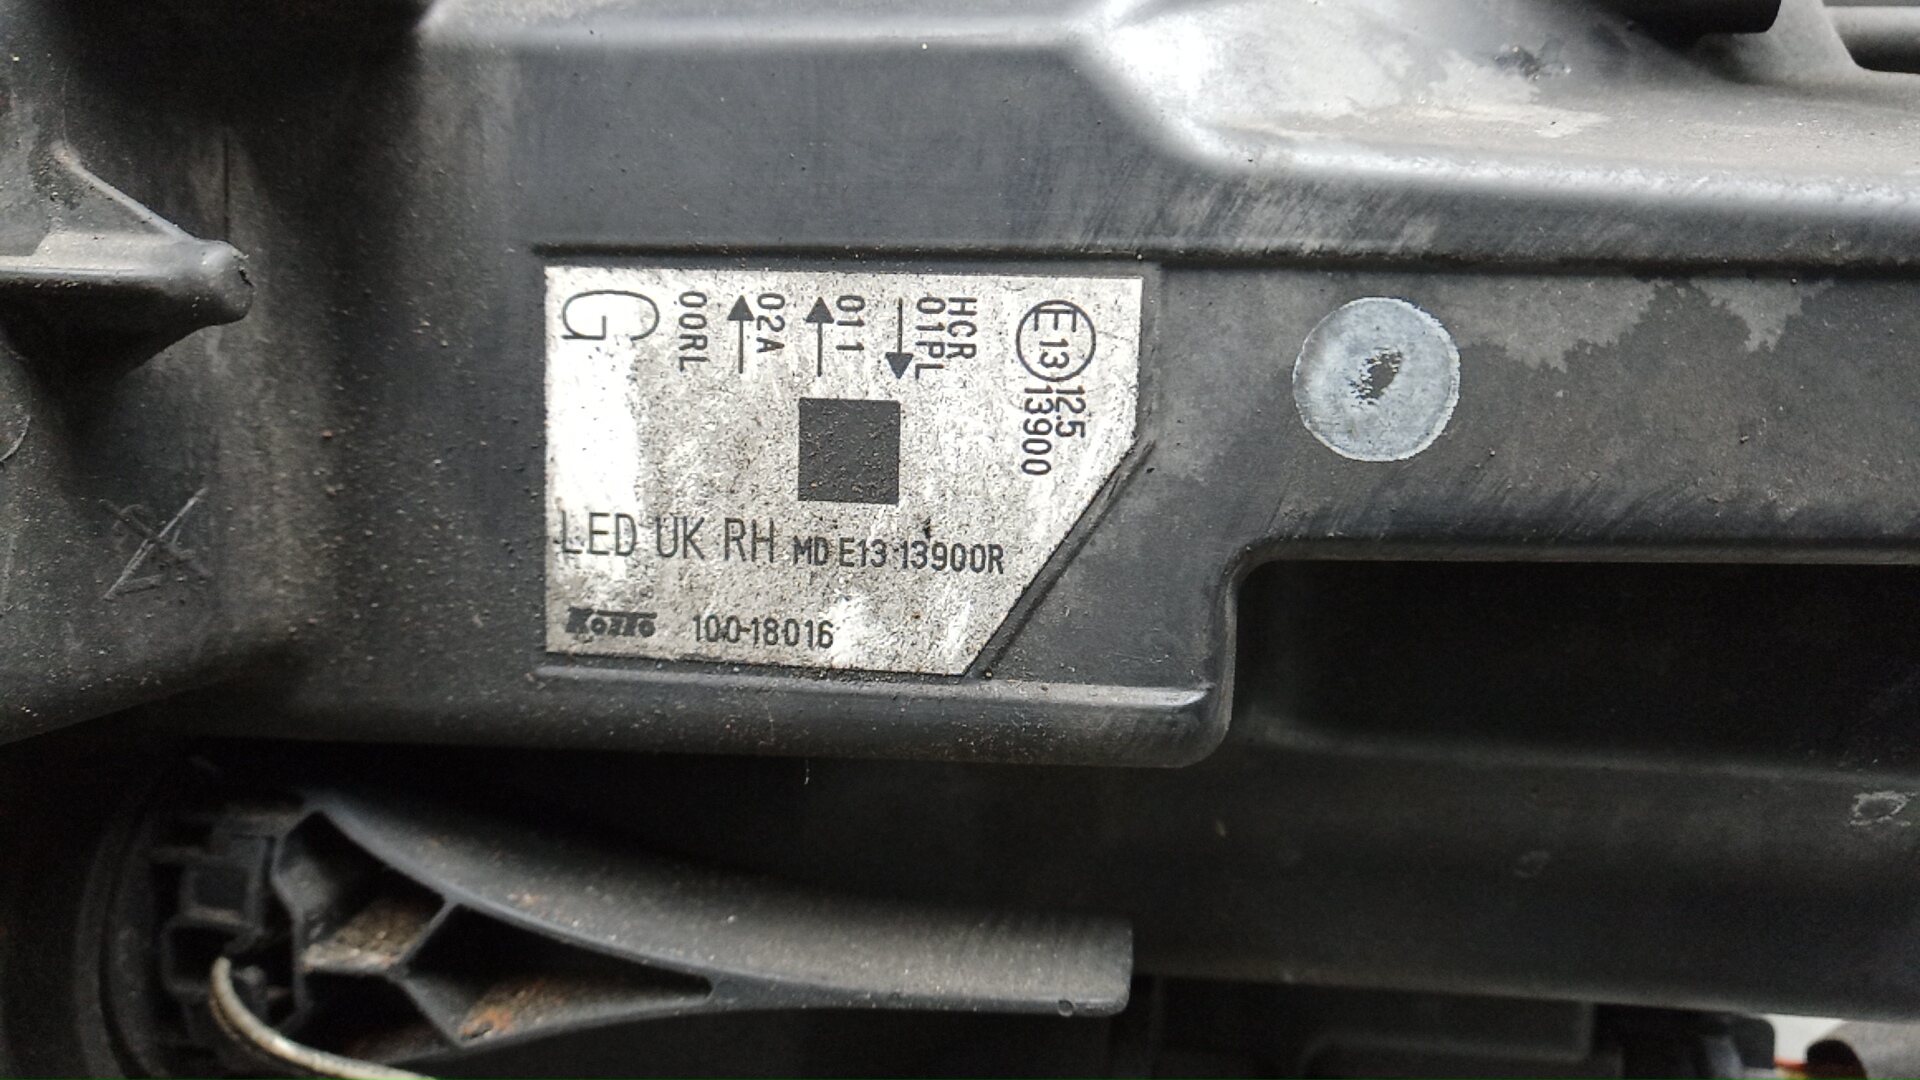 G
00RL
02A
011
01PL
HCR
E13
12.5
13900
LED UK RH MD E13 13900R
KOITO 100-18016